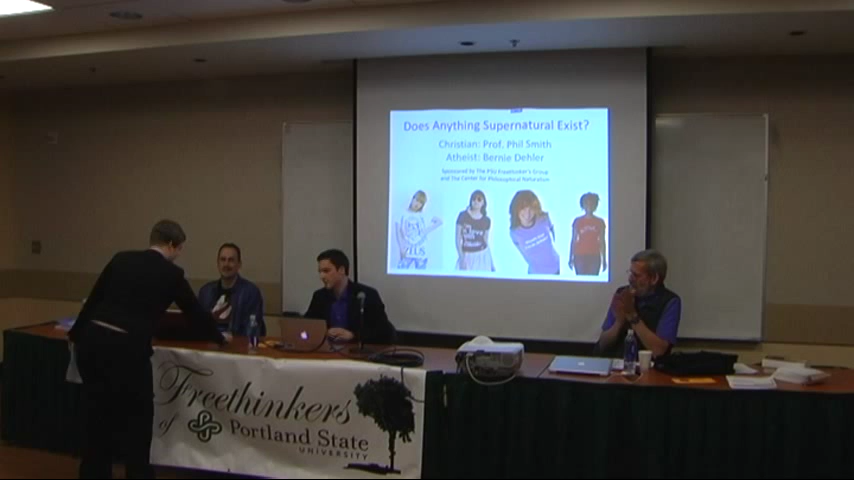 Does Anything Supernatural Exist?
Christian: Prof. Phil Smith
Atheist: Bernie Dehler
Sponsored by The PSU Freethinker's Group
and The Center for Philosophical Naturalism
Freethinkers
of Portland State
UNIVERSITY